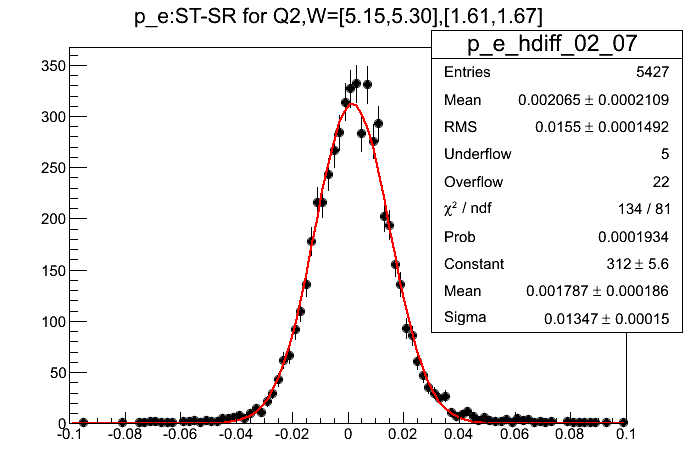 p_e:ST-SR for Q2,W=[5.15,5.30],[1.61,1.67]
p_e_hdiff_02_07
Entries 5427
Mean 0.002065 ± 0.0002109
RMS 0.0155 ± 0.0001492
Underflow 5
Overflow 22
χ² / ndf 134 / 81
Prob 0.0001934
Constant 312 ± 5.6
Mean 0.001787 ± 0.000186
Sigma 0.01347 ± 0.00015
350
300
250
200
150
100
50
0
-0.1 -0.08 -0.06 -0.04 -0.02 0 0.02 0.04 0.06 0.08 0.1